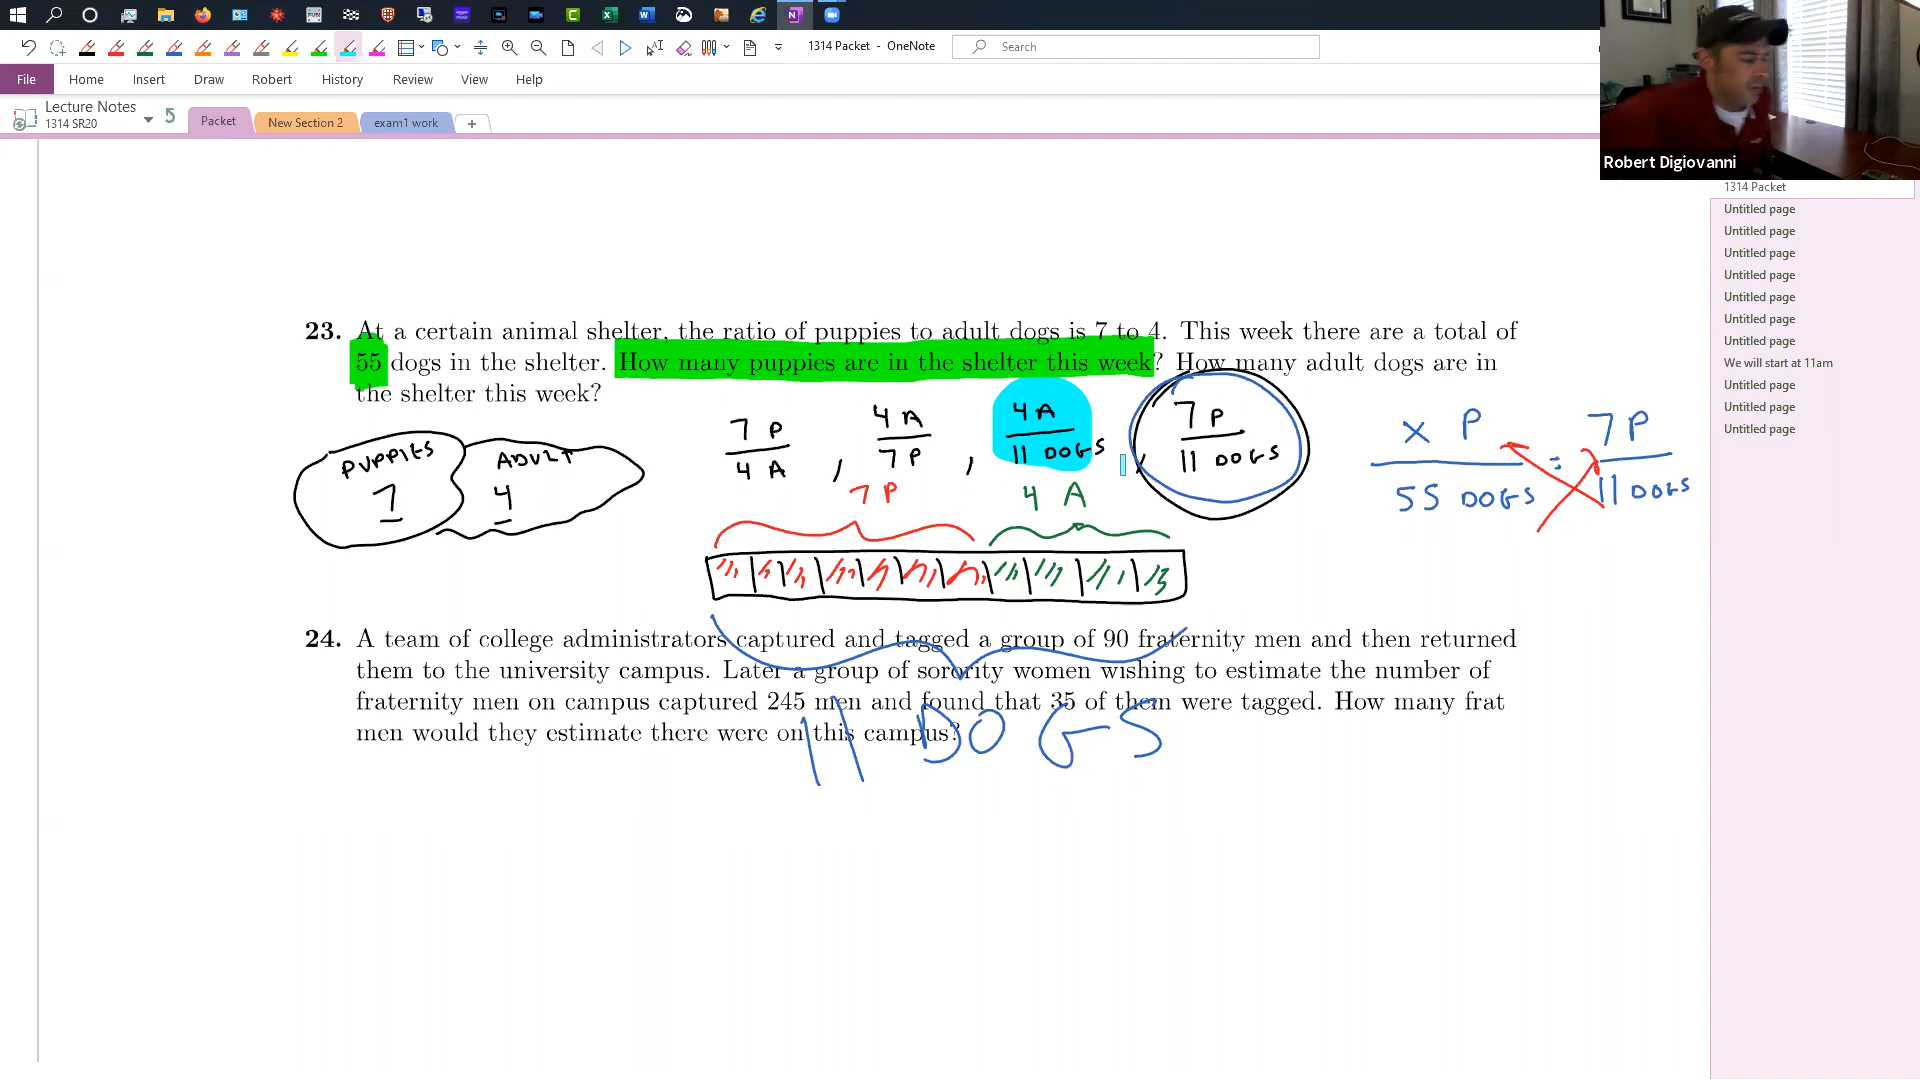 1314 Packet - OneNote
Search
File Home Insert Draw Robert History Review View Help
Lecture Notes
1314 SR20
Packet
New Section 2
exam1 work
+
Robert Digiovanni
1314 Packet
Untitled page
Untitled page
Untitled page
Untitled page
Untitled page
Untitled page
Untitled page
We will start at 11am
Untitled page
Untitled page
Untitled page
23. At a certain animal shelter, the ratio of puppies to adult dogs is 7 to 4. This week there are a total of
55 dogs in the shelter. How many puppies are in the shelter this week? How many adult dogs are in
the shelter this week?
PUPPIES
7
ADULT
4
7 P
4 A
,
4 A
7 P
,
4 A
11 DOGS
,
7 P
11 DOGS
x P
55 DOGS
=
7 P
11 DOGS
7 P
4 A
24. A team of college administrators captured and tagged a group of 90 fraternity men and then returned
them to the university campus. Later a group of sorority women wishing to estimate the number of
fraternity men on campus captured 245 men and found that 35 of them were tagged. How many frat
men would they estimate there were on this campus?
11 DOGS